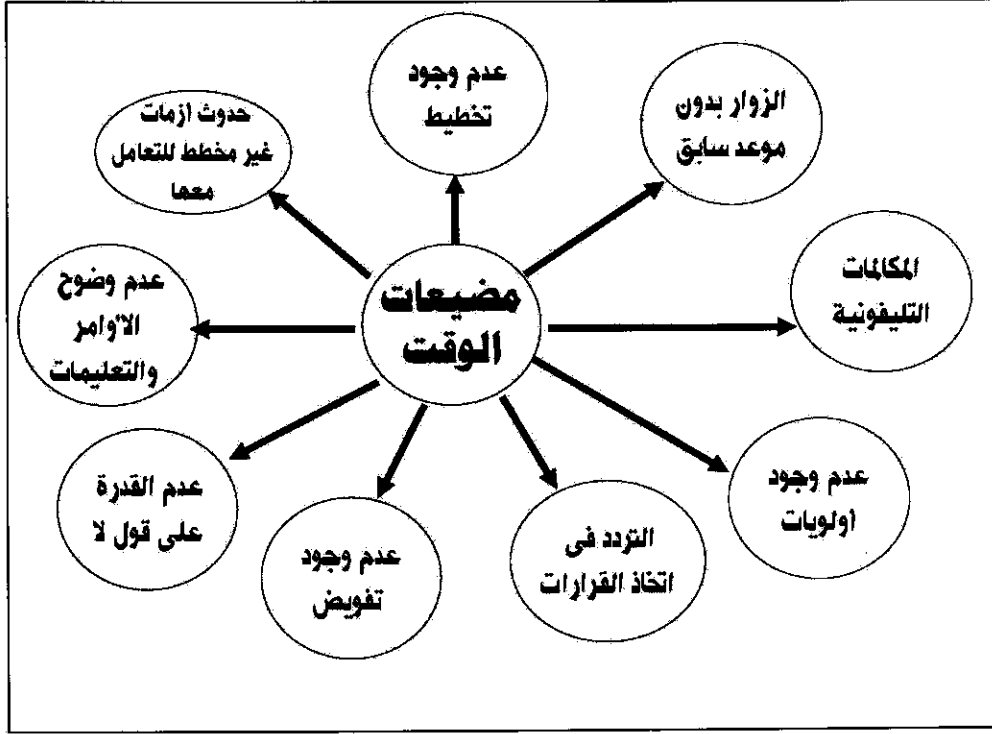 عدم وجود
تخطيط
الزوار بدون
موعد سابق
حدوث ازمات
غير مخطط للتعامل
معها
المكالمات
التليفونية
مضيعات
الوقت
عدم وضوح
الاوامر
والتعليمات
عدم القدرة
على قول لا
عدم وجود
اولويات
التردد فى
اتخاذ القرارات
عدم وجود
تفويض